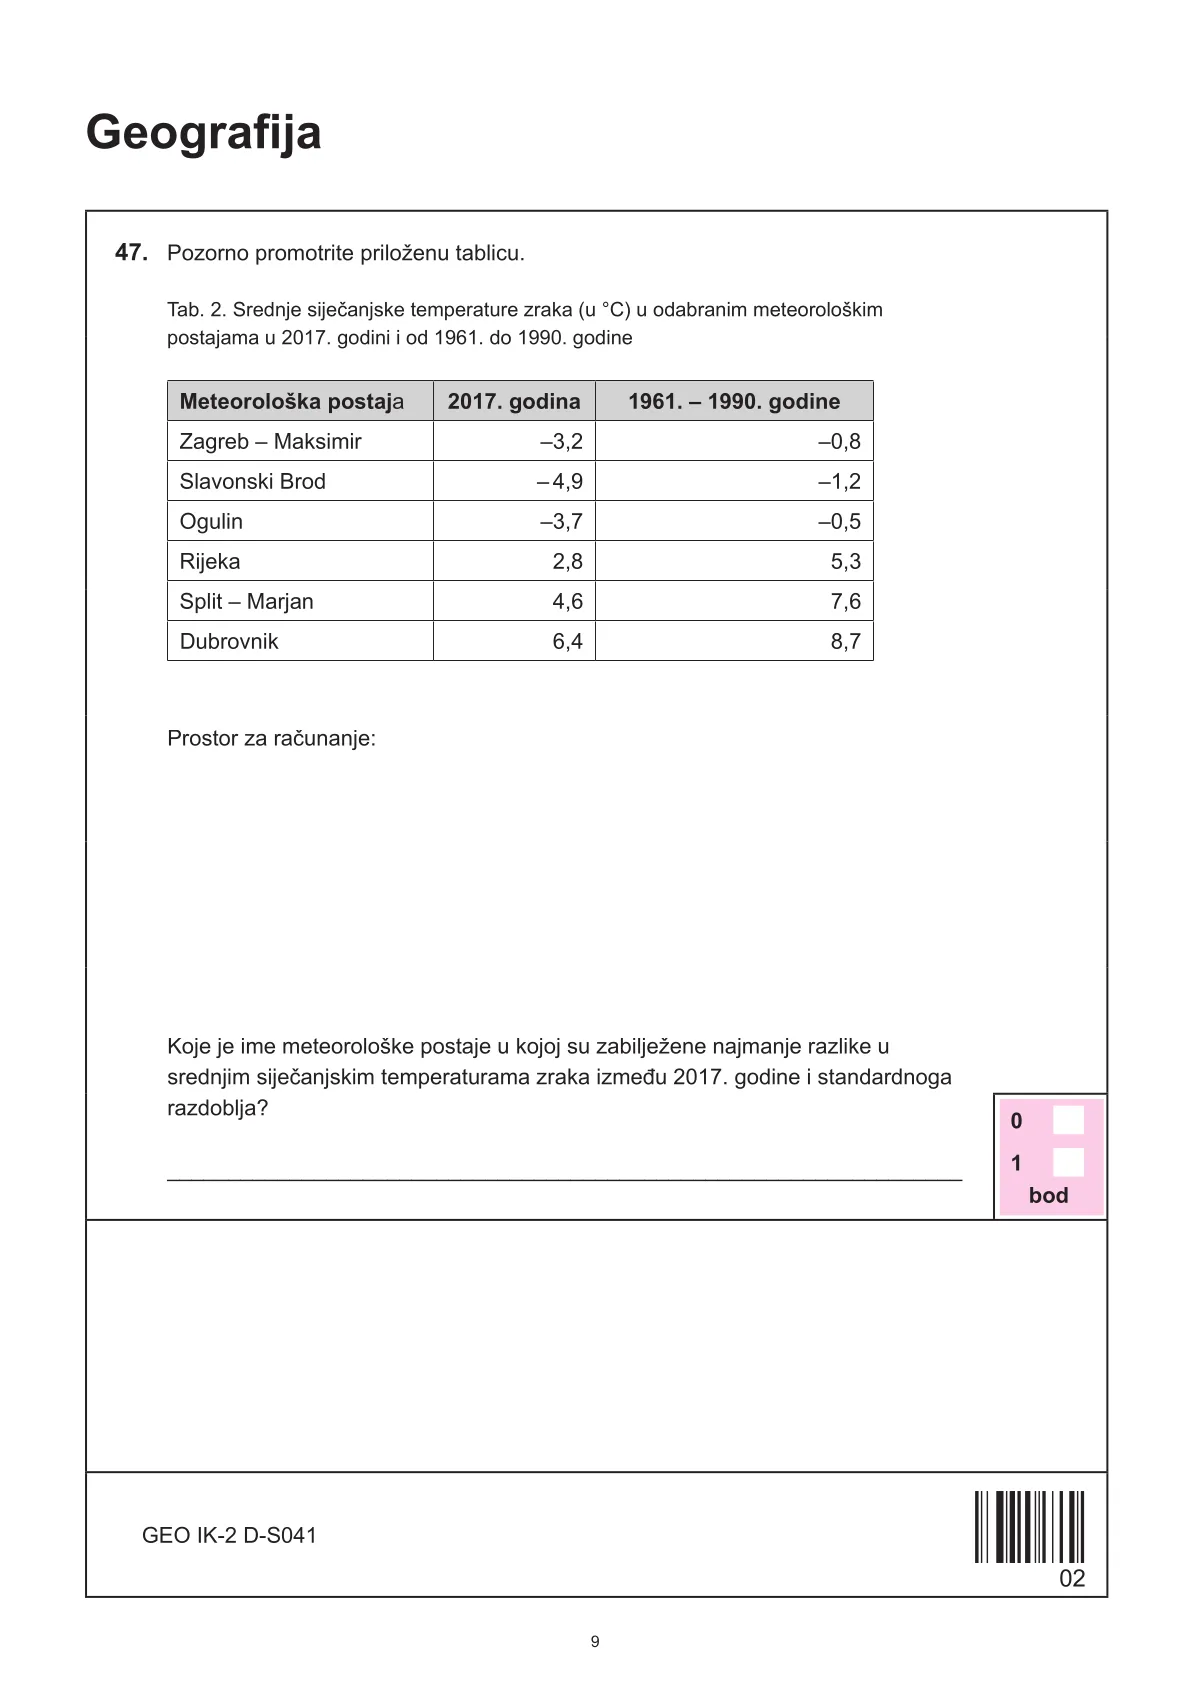 Geografija
47. Pozorno promotrite priloženu tablicu.
Tab. 2. Srednje siječanjske temperature zraka (u °C) u odabranim meteorološkim
postajama u 2017. godini i od 1961. do 1990. godine
Meteorološka postaja 2017. godina 1961. – 1990. godine
Zagreb – Maksimir –3,2 –0,8
Slavonski Brod – 4,9 –1,2
Ogulin –3,7 –0,5
Rijeka 2,8 5,3
Split – Marjan 4,6 7,6
Dubrovnik 6,4 8,7
Prostor za računanje:
Koje je ime meteorološke postaje u kojoj su zabilježene najmanje razlike u
srednjim siječanjskim temperaturama zraka između 2017. godine i standardnoga
razdoblja?
0
1
bod
GEO IK-2 D-S041
02
9